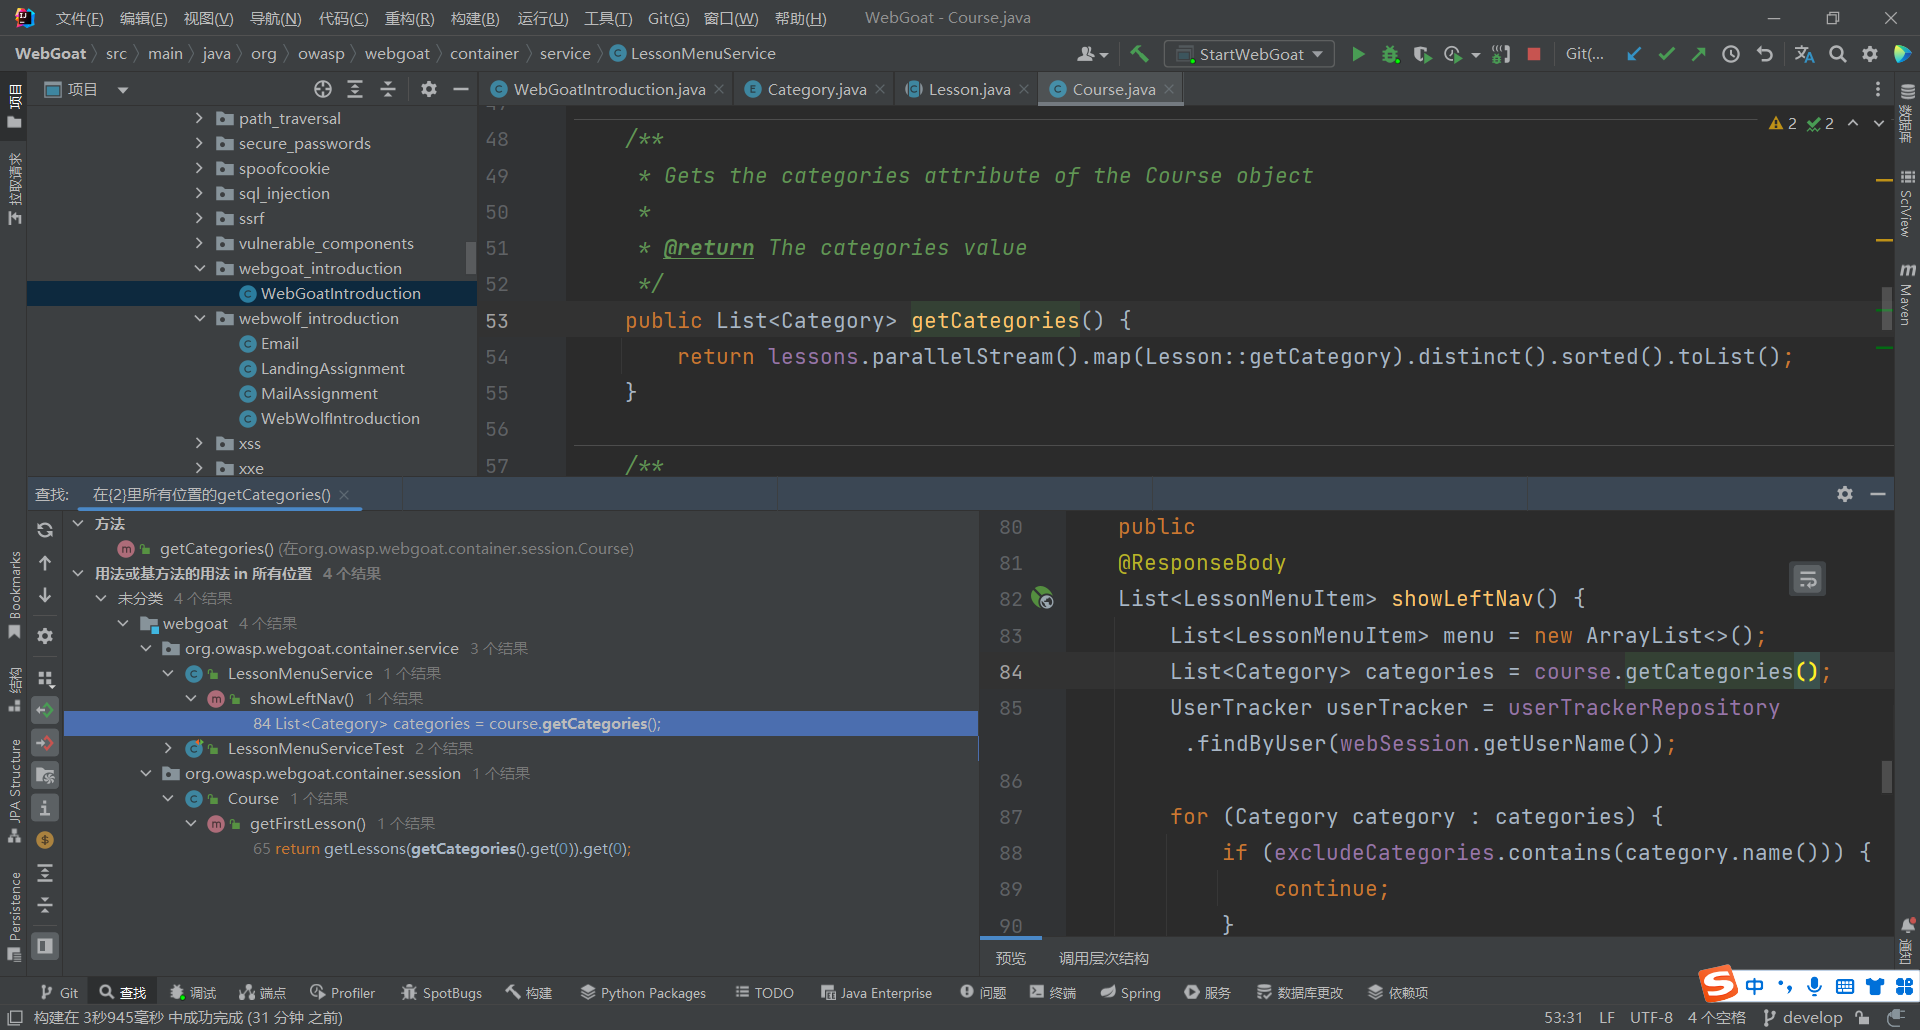 文件(F) 编辑(E) 视图(V) 导航(N) 代码(C) 重构(R) 构建(B) 运行(U) 工具(T) Git(G) 窗口(W) 帮助(H) WebGoat - Course.java
WebGoat src main java org owasp webgoat container service LessonMenuService StartWebGoat Git(...
项目
WebGoatIntroduction.java Category.java Lesson.java Course.java
项目
拉取请求
Bookmarks
结构
JPA Structure
Persistence
path_traversal
secure_passwords
spoofcookie
sql_injection
ssrf
vulnerable_components
webgoat_introduction
WebGoatIntroduction
webwolf_introduction
Email
LandingAssignment
MailAssignment
WebWolfIntroduction
xss
xxe
2 2
48 /**
49 * Gets the categories attribute of the Course object
50 *
51 * @return The categories value
52 */
53 public List<Category> getCategories() {
54 return lessons.parallelStream().map(Lesson::getCategory).distinct().sorted().toList();
55 }
56
57 /**
数据库
SciView
Maven
通知
查找: 在{2}里所有位置的getCategories()
方法
getCategories() (在org.owasp.webgoat.container.session.Course)
用法或基方法的用法 in 所有位置 4 个结果
未分类 4 个结果
webgoat 4 个结果
org.owasp.webgoat.container.service 3 个结果
LessonMenuService 1 个结果
showLeftNav() 1 个结果
84 List<Category> categories = course.getCategories();
LessonMenuServiceTest 2 个结果
org.owasp.webgoat.container.session 1 个结果
Course 1 个结果
getFirstLesson() 1 个结果
65 return getLessons(getCategories().get(0)).get(0);
80 public
81 @ResponseBody
82 List<LessonMenuItem> showLeftNav() {
83 List<LessonMenuItem> menu = new ArrayList<>();
84 List<Category> categories = course.getCategories();
85 UserTracker userTracker = userTrackerRepository
.findByUser(webSession.getUserName());
86
87 for (Category category : categories) {
88 if (excludeCategories.contains(category.name())) {
89 continue;
90 }
预览 调用层次结构
Git 查找 调试 端点 Profiler SpotBugs 构建 Python Packages TODO Java Enterprise 问题 终端 Spring 服务 数据库更改 依赖项
中
构建在 3秒945毫秒 中成功完成 (31 分钟 之前) 53:31 LF UTF-8 4 个空格 develop